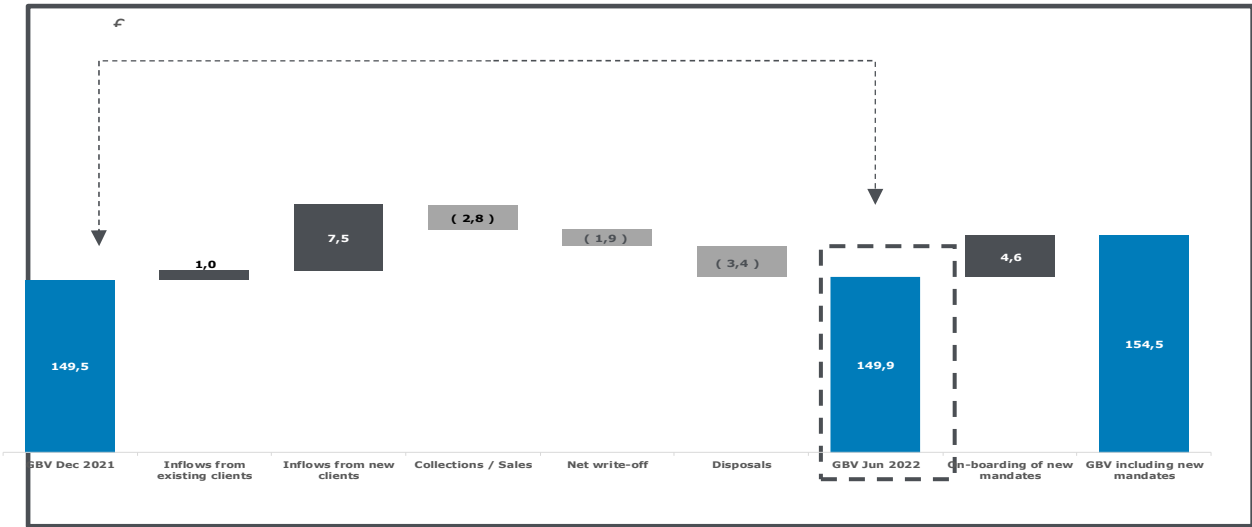 £
1,0
7,5
( 2,8 )
( 1,9 )
( 3,4 )
4,6
149,5
149,9
154,5
GBV Dec 2021
Inflows from
existing clients
Inflows from new
clients
Collections / Sales
Net write-off
Disposals
GBV Jun 2022
On-boarding of new
mandates
GBV including new
mandates